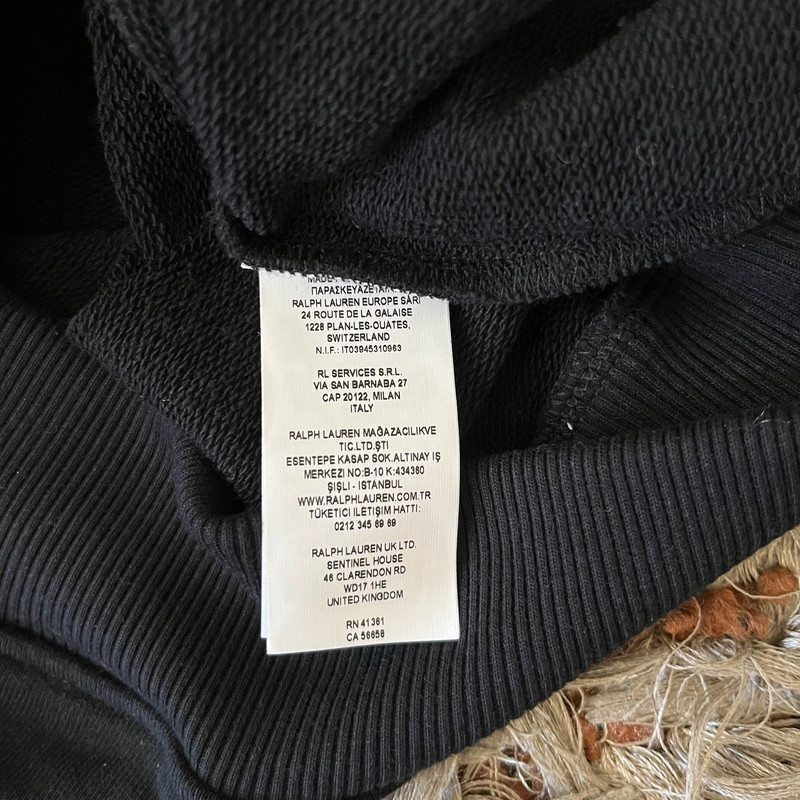 ΠΑΡΑΣΚΕΥΑΖΕΤΑΙ
RALPH LAUREN EUROPE SÀRl
24 ROUTE DE LA GALAISE
1228 PLAN-LES-OUATES,
SWITZERLAND
N.I.F.: IT03945310963
RL SERVICES S.R.L.
VIA SAN BARNABA 27
CAP 20122, MILAN
ITALY
RALPH LAUREN MAĞAZACILIKVE
TIC.LTD.ŞTI
ESENTEPE KASAP SOK.ALTINAY IŞ
MERKEZI NO:B-10 K:434360
ŞIŞLI - ISTANBUL
WWW.RALPHLAUREN.COM.TR
TÜKETICI ILETIŞIM HATTI:
0212 345 69 69
RALPH LAUREN UK LTD.
SENTINEL HOUSE
46 CLARENDON RD
WD17 1HE
UNITED KINGDOM
RN 41381
CA 56658